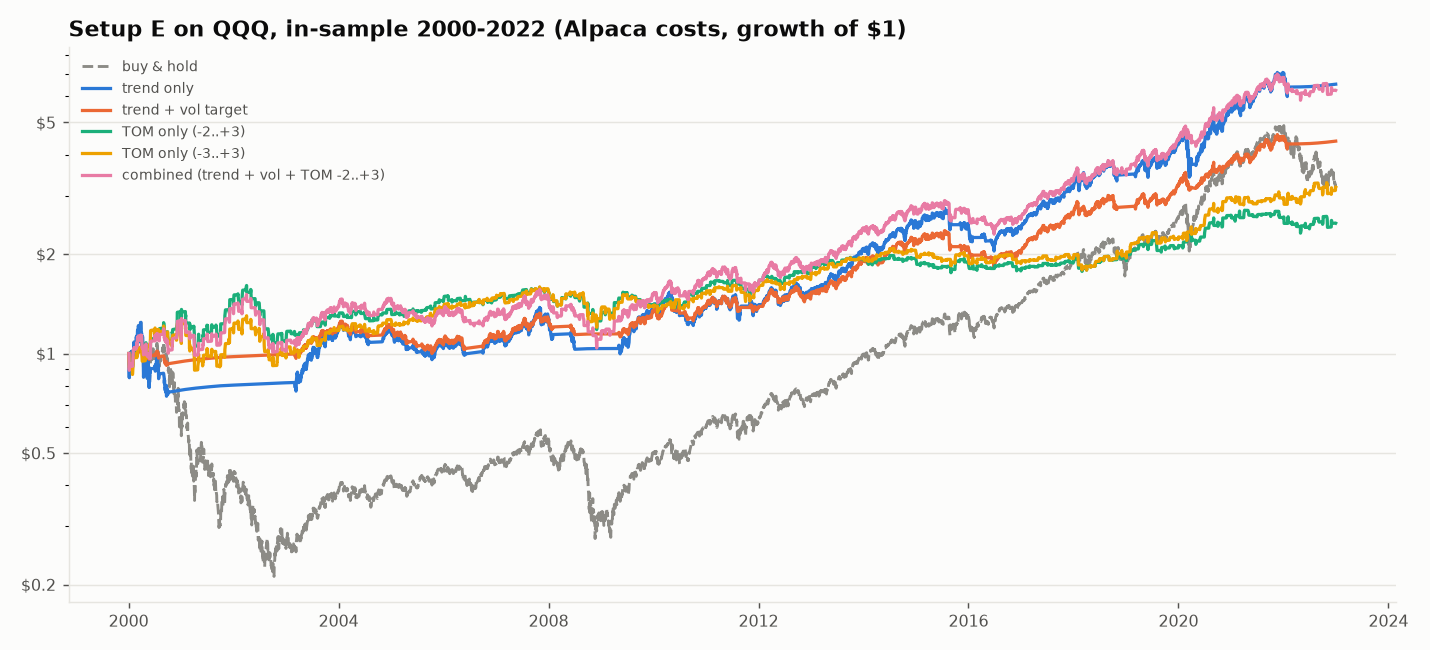 Setup E on QQQ, in-sample 2000-2022 (Alpaca costs, growth of $1)
buy & hold
trend only
trend + vol target
TOM only (-2..+3)
TOM only (-3..+3)
combined (trend + vol + TOM -2..+3)
$5
$2
$1
$0.5
$0.2
2000 2004 2008 2012 2016 2020 2024